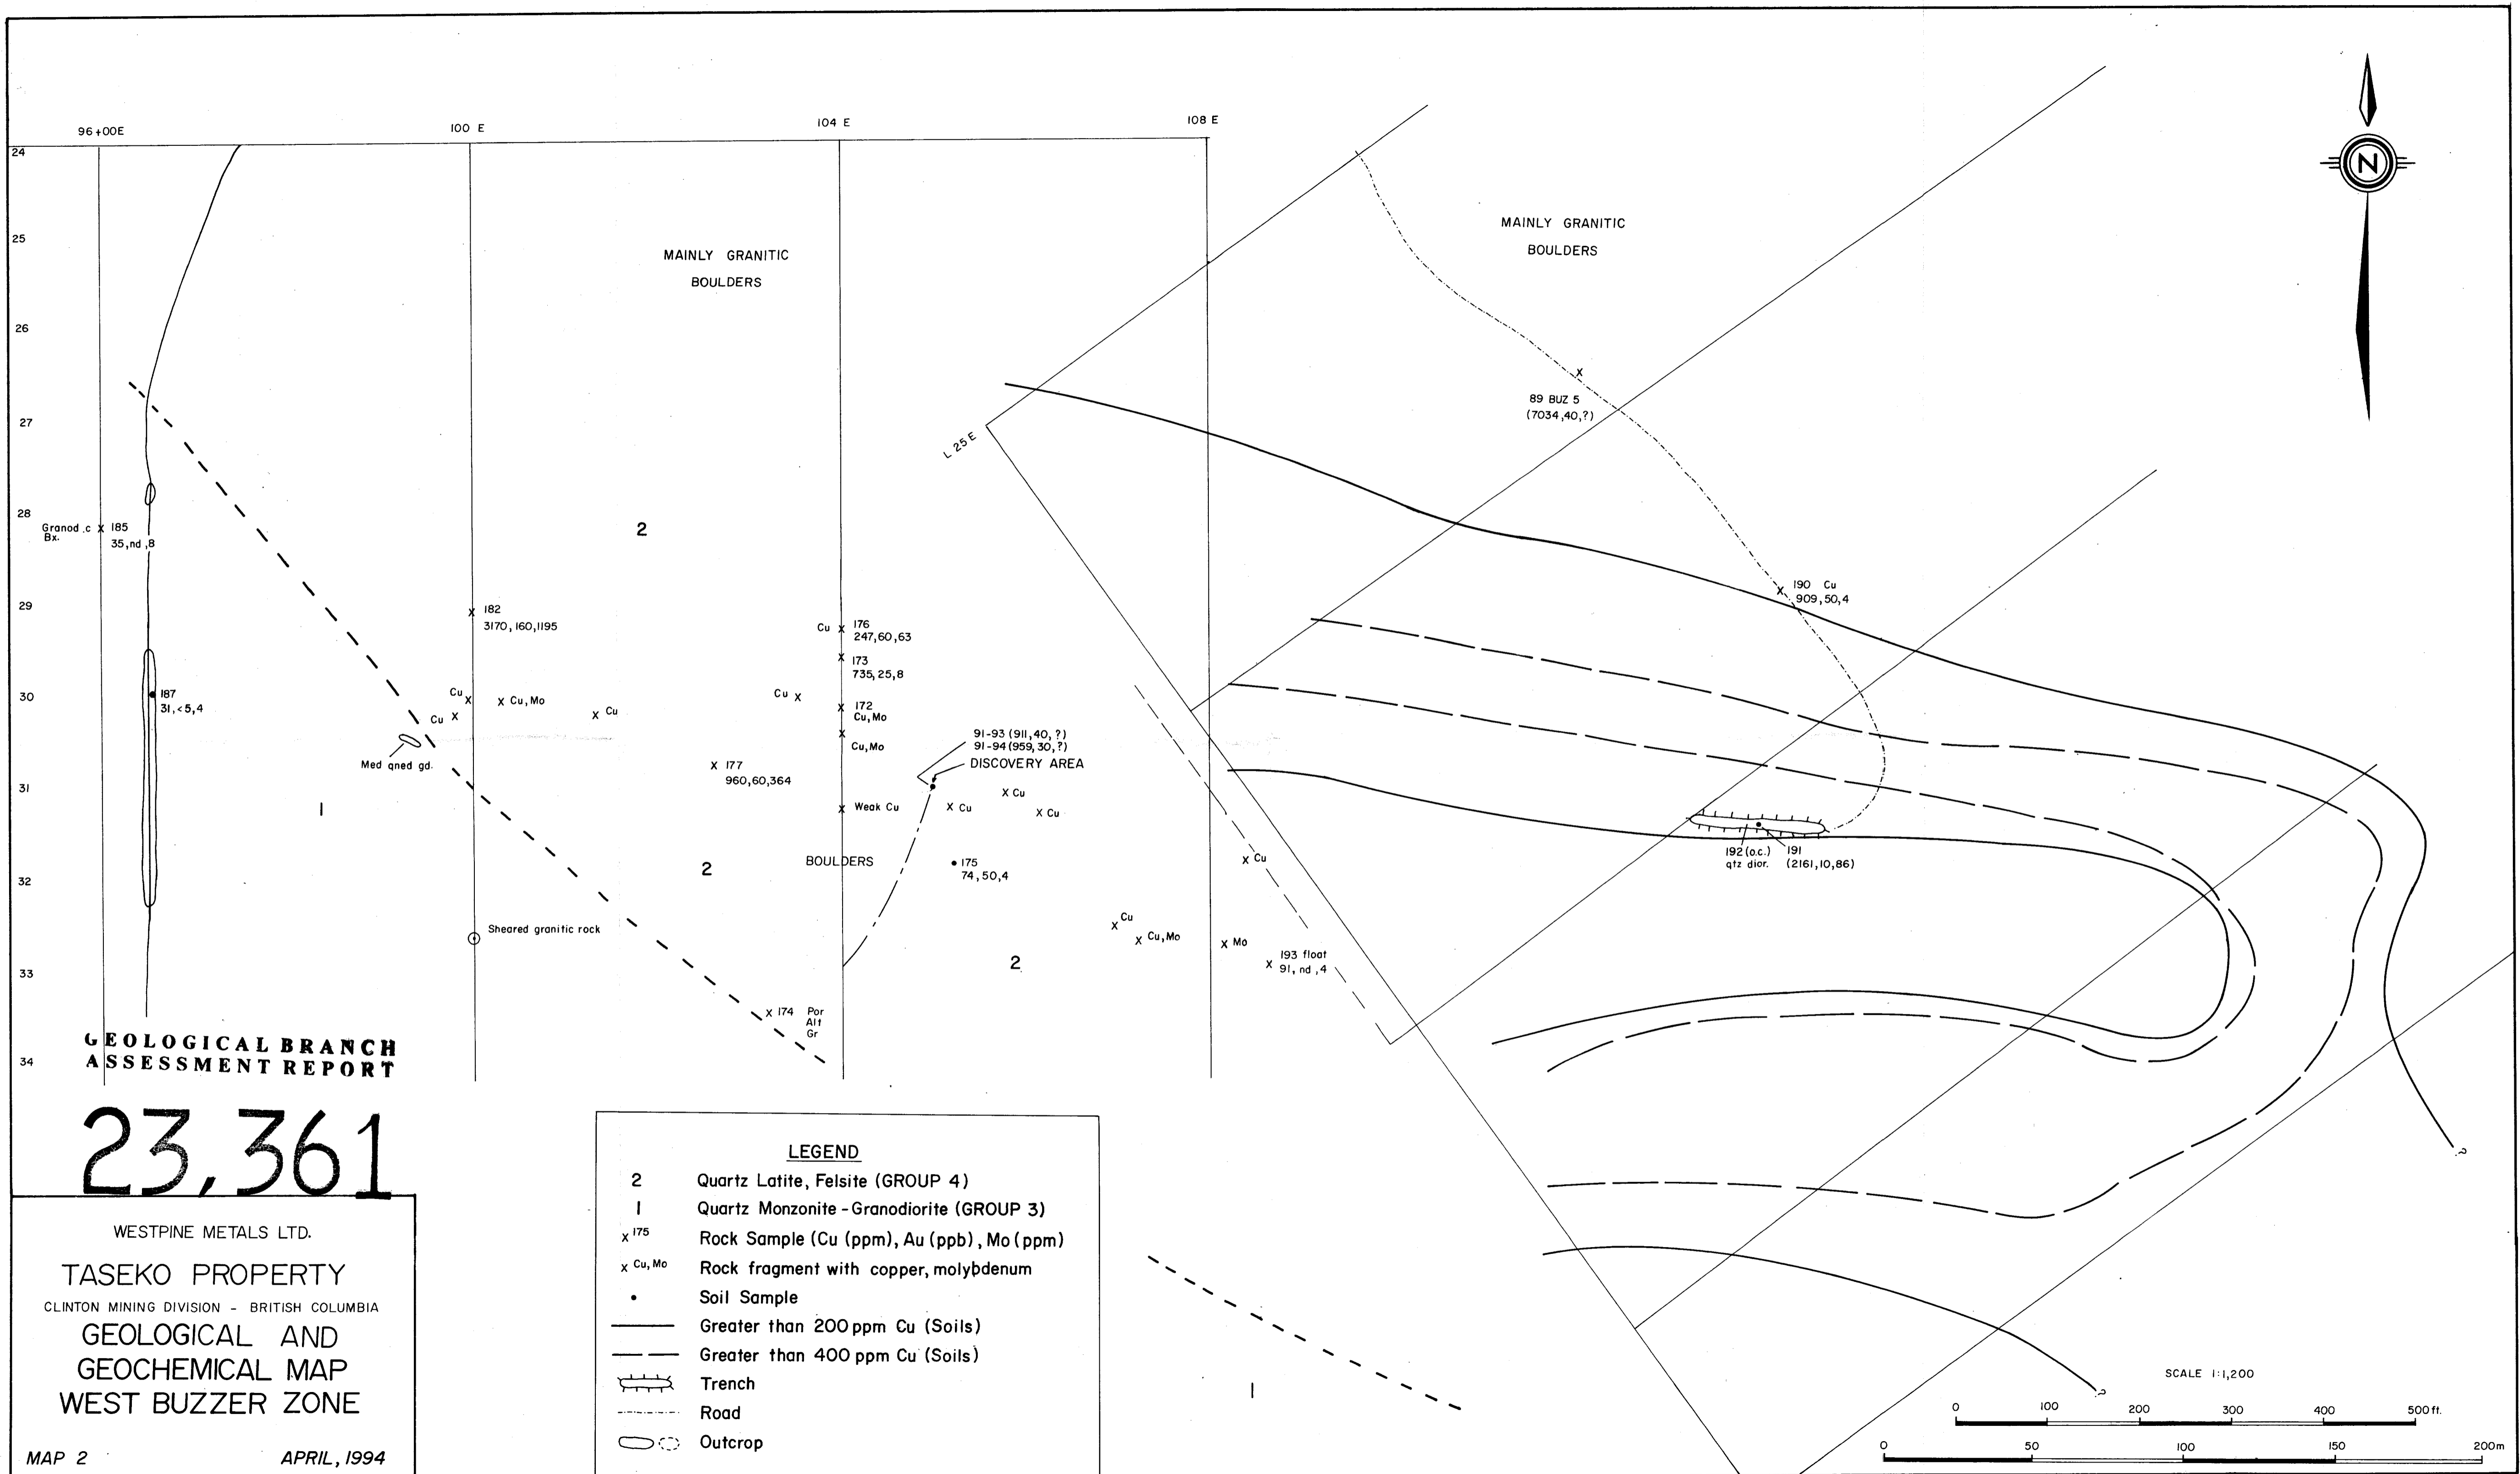 96+00E
100 E
104 E
108 E
24
25
26
27
28
29
30
31
32
33
34
MAINLY GRANITIC
BOULDERS
MAINLY GRANITIC
BOULDERS
N
89 BUZ 5
(7034,40,?)
L 25 E
2
Granod .c
Bx.
185
35,nd,8
182
3170,160,1195
Cu
176
247,60,63
173
735,25,8
190 Cu
909,50,4
187
31,<5,4
Cu
Cu
Cu,Mo
Cu
Cu
172
Cu,Mo
Cu,Mo
Med qned gd.
177
960,60,364
91-93 (911,40,?)
91-94 (959,30,?)
DISCOVERY AREA
1
Weak Cu
Cu
Cu
Cu
2
BOULDERS
175
74,50,4
Cu
192 (o.c.)
qtz dior.
191
(2161,10,86)
Sheared granitic rock
Cu
Cu,Mo
Mo
2
193 float
91,nd,4
174
Por
Alt
Gr
GEOLOGICAL BRANCH
ASSESSMENT REPORT
23,361
WESTPINE METALS LTD.
TASEKO PROPERTY
CLINTON MINING DIVISION - BRITISH COLUMBIA
GEOLOGICAL AND
GEOCHEMICAL MAP
WEST BUZZER ZONE
MAP 2 APRIL, 1994
LEGEND
2 Quartz Latite, Felsite (GROUP 4)
1 Quartz Monzonite - Granodiorite (GROUP 3)
x 175 Rock Sample (Cu (ppm), Au (ppb), Mo (ppm)
x Cu, Mo Rock fragment with copper, molybdenum
Soil Sample
Greater than 200 ppm Cu (Soils)
Greater than 400 ppm Cu (Soils)
Trench
Road
Outcrop
1
?
?
SCALE 1:1,200
0 100 200 300 400 500 ft.
0 50 100 150 200m